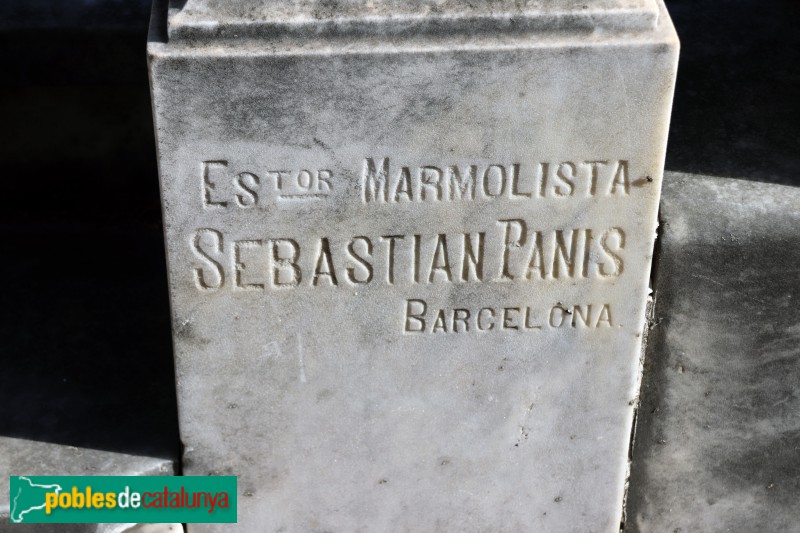 Estor Marmolista
Sebastian Panis
Barcelona.
poblesdecatalunya